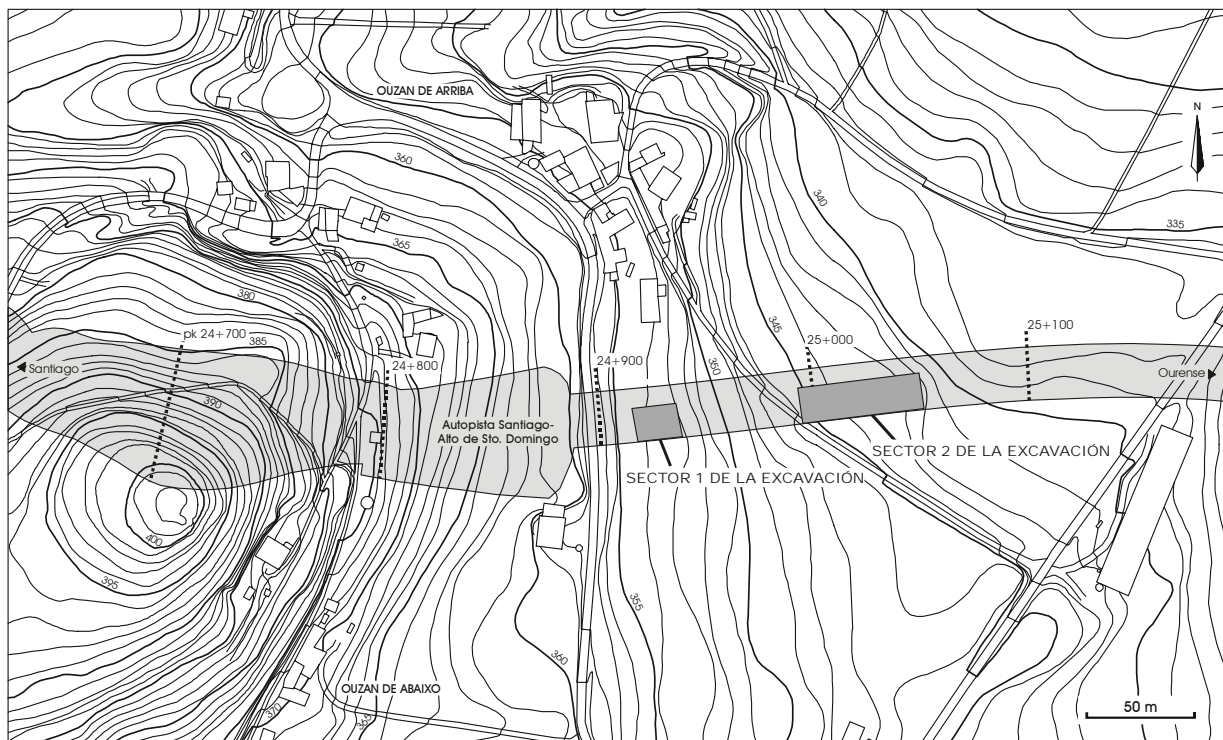 OUZAN DE ARRIBA
N
360
340
335
365
380
pk 24+700
385
345
25+000
25+100
24+800
24+900
350
Santiago
Ourense
390
Autopista Santiago-
Alto de Sto. Domingo
SECTOR 1 DE LA EXCAVACIÓN
SECTOR 2 DE LA EXCAVACIÓN
400
395
355
360
OUZAN DE ABAIXO
370
365
50 m